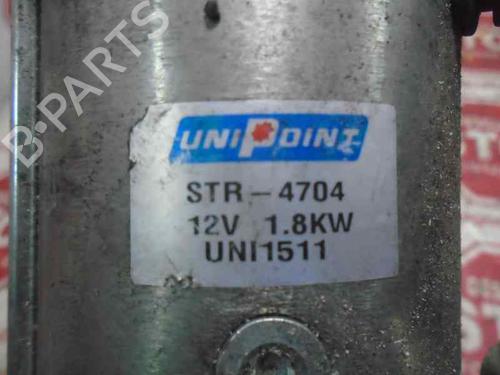 UNIPOINT
STR-4704
12V 1.8KW
UNI1511
B-PARTS